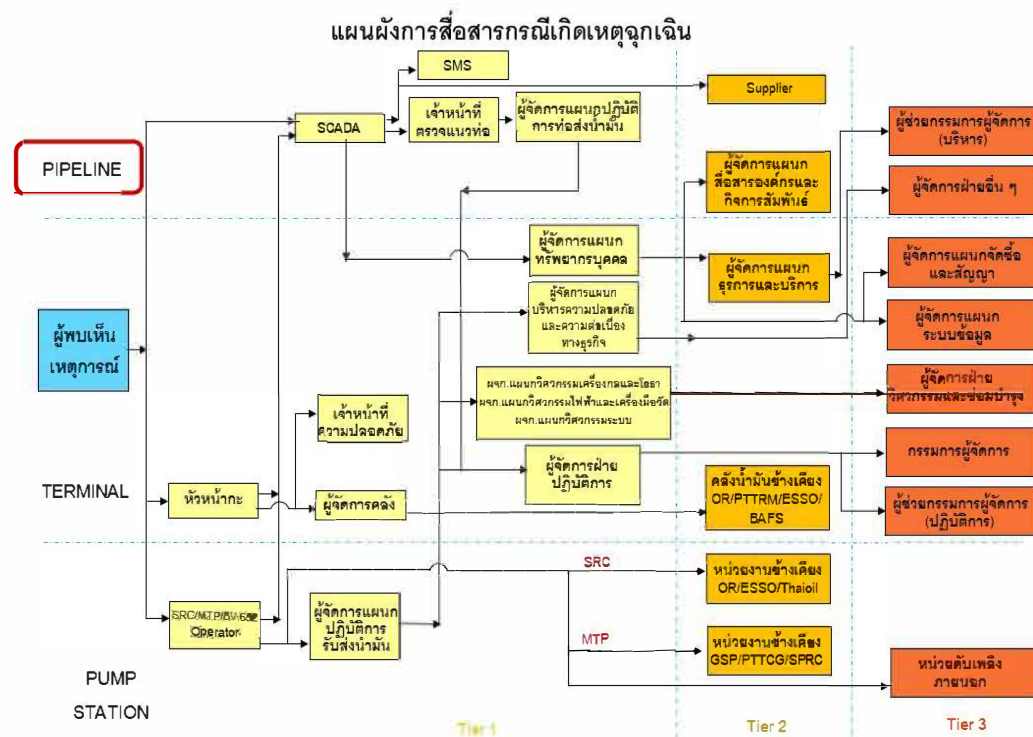 แผนผังการสื่อสารกรณีเกิดเหตุฉุกเฉิน
SMS
Supplier
SCADA
เจ้าหน้าที่
ตรวจแนวท่อ
ผู้จัดการแผนกปฏิบัติ
การท่อส่งน้ำมัน
ผู้ช่วยกรรมการผู้จัดการ
(บริหาร)
PIPELINE
ผู้จัดการแผนก
สื่อสารองค์กรและ
กิจการสัมพันธ์
ผู้จัดการฝ่ายอื่น ๆ
ผู้จัดการแผนก
ทรัพยากรบุคคล
ผู้จัดการแผนก
ธุรการและบริการ
ผู้จัดการแผนกจัดซื้อ
และสัญญา
ผู้จัดการแผนก
บริหารความปลอดภัย
และความต่อเนื่อง
ทางธุรกิจ
ผู้จัดการแผนก
ระบบข้อมูล
ผู้พบเห็น
เหตุการณ์
ผจก.แผนกวิศวกรรมเครื่องกลและโยธา
ผจก.แผนกวิศวกรรมไฟฟ้าและเครื่องมือวัด
ผจก.แผนกวิศวกรรมระบบ
ผู้จัดการฝ่าย
วิศวกรรมและซ่อมบำรุง
เจ้าหน้าที่
ความปลอดภัย
ผู้จัดการฝ่าย
ปฏิบัติการ
กรรมการผู้จัดการ
TERMINAL
หัวหน้ากะ
ผู้จัดการคลัง
คลังน้ำมันข้างเคียง
OR/PTTRM/ESSO/
BAFS
ผู้ช่วยกรรมการผู้จัดการ
(ปฏิบัติการ)
SRC
หน่วยงานข้างเคียง
OR/ESSO/Thaioil
SRC/MTP/BV 652
Operator
ผู้จัดการแผนก
ปฏิบัติการ
รับส่งน้ำมัน
MTP
หน่วยงานข้างเคียง
GSP/PTTCG/SPRC
หน่วยดับเพลิง
ภายนอก
PUMP
STATION
Tier 1
Tier 2
Tier 3